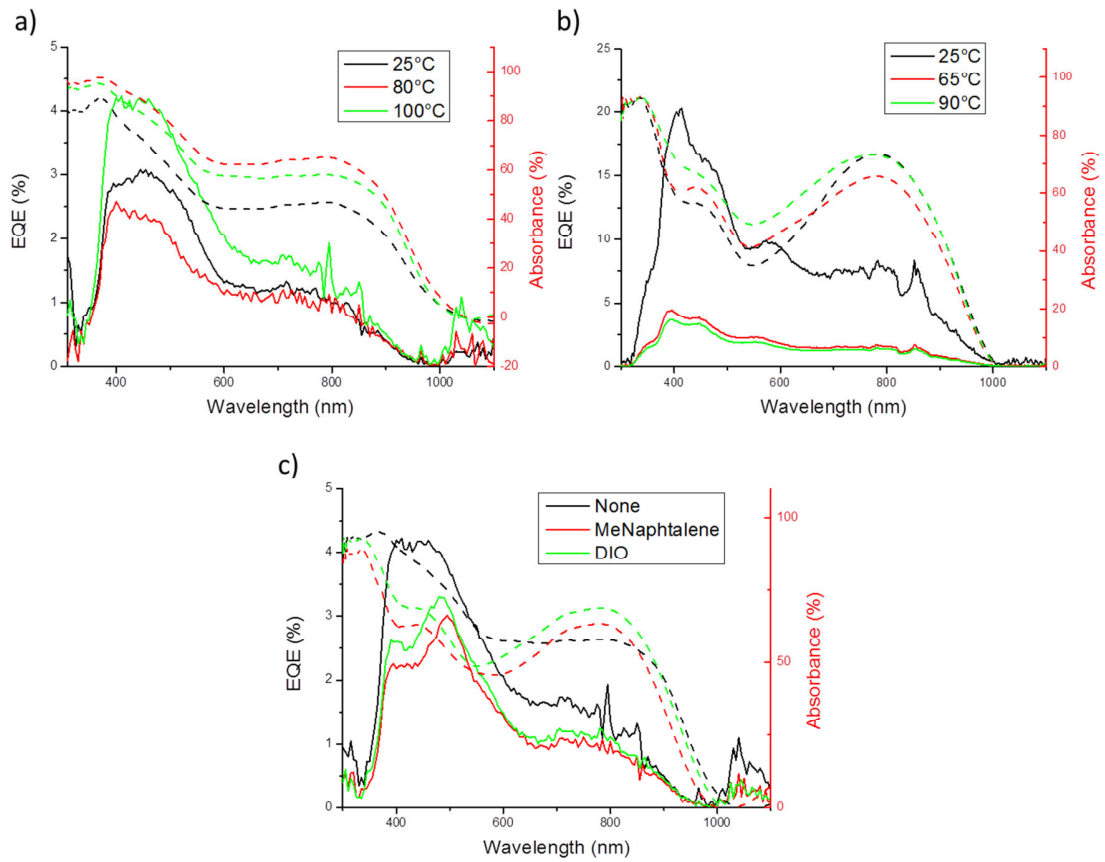 a)
25°C
80°C
100°C
5
4
3
2
1
0
EQE (%)
100
80
60
40
20
0
-20
Absorbance (%)
400
600
800
1000
Wavelength (nm)
b)
25°C
65°C
90°C
25
20
15
10
5
0
EQE (%)
100
80
60
40
20
0
Absorbance (%)
400
600
800
1000
Wavelength (nm)
c)
None
MeNaphtalene
DIO
5
4
3
2
1
0
EQE (%)
100
50
0
Absorbance (%)
400
600
800
1000
Wavelength (nm)